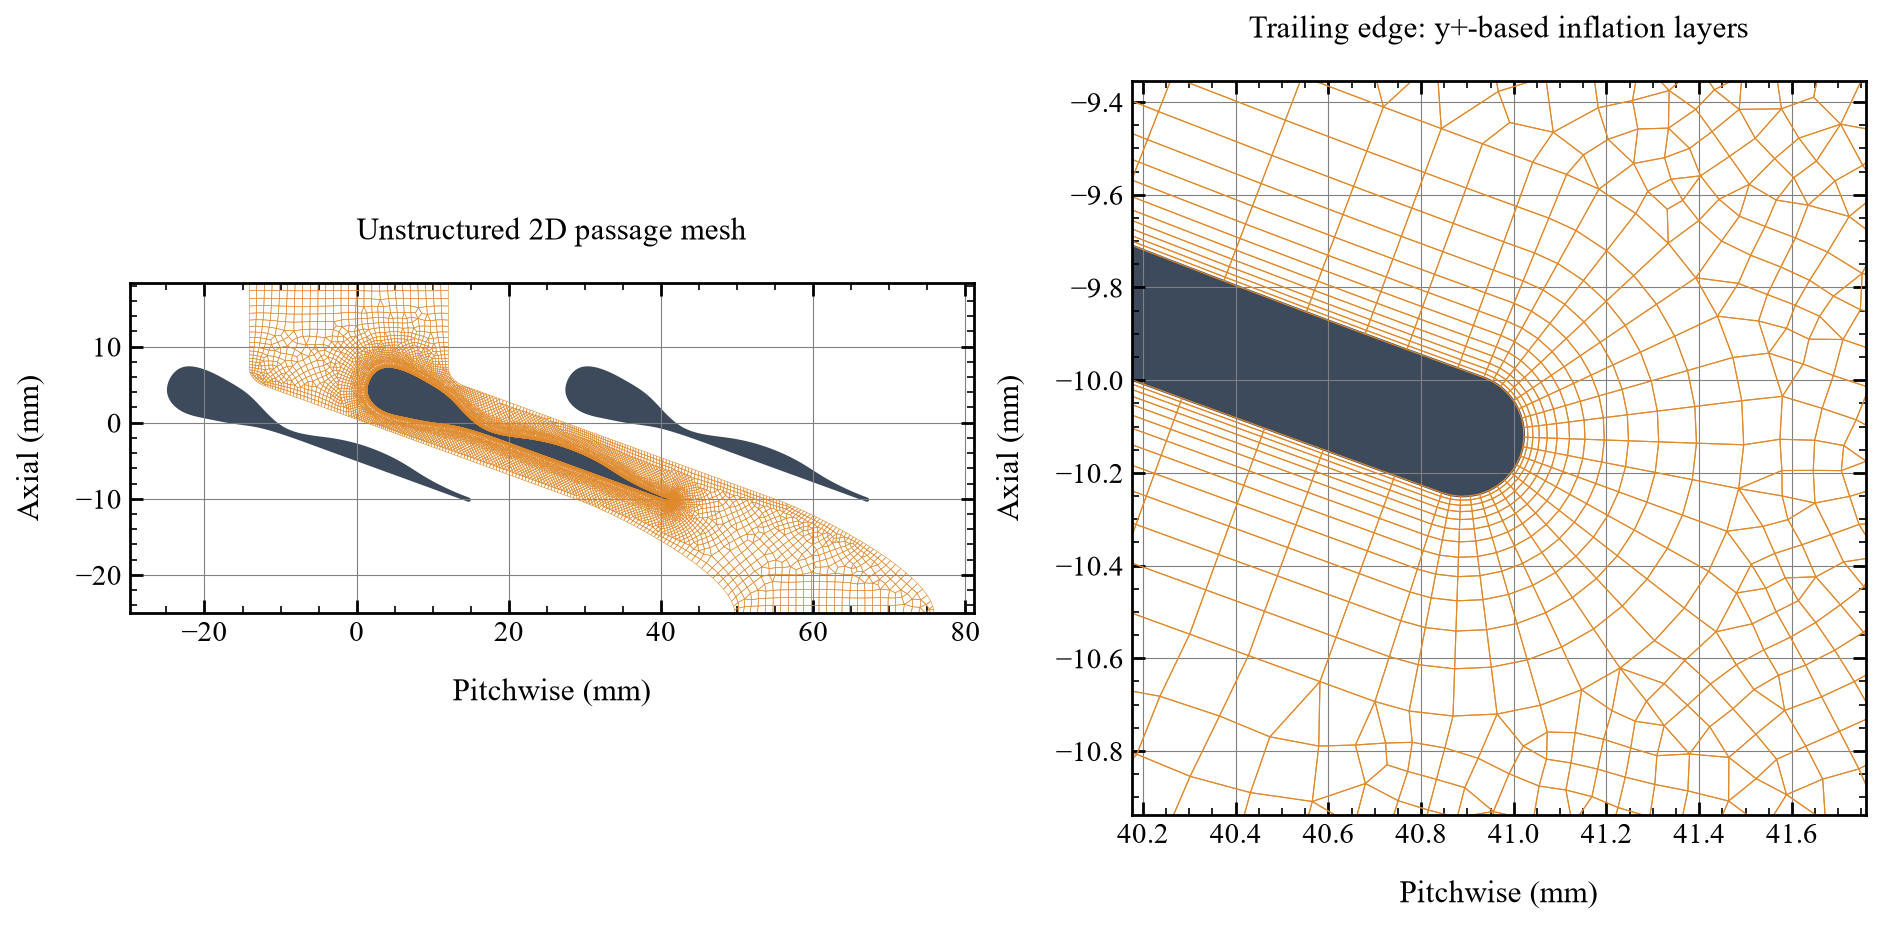 Trailing edge: y+-based inflation layers
Unstructured 2D passage mesh
Axial (mm)
10
0
−10
−20
−20 0 20 40 60 80
Pitchwise (mm)
Axial (mm)
−9.4
−9.6
−9.8
−10.0
−10.2
−10.4
−10.6
−10.8
40.2 40.4 40.6 40.8 41.0 41.2 41.4 41.6
Pitchwise (mm)